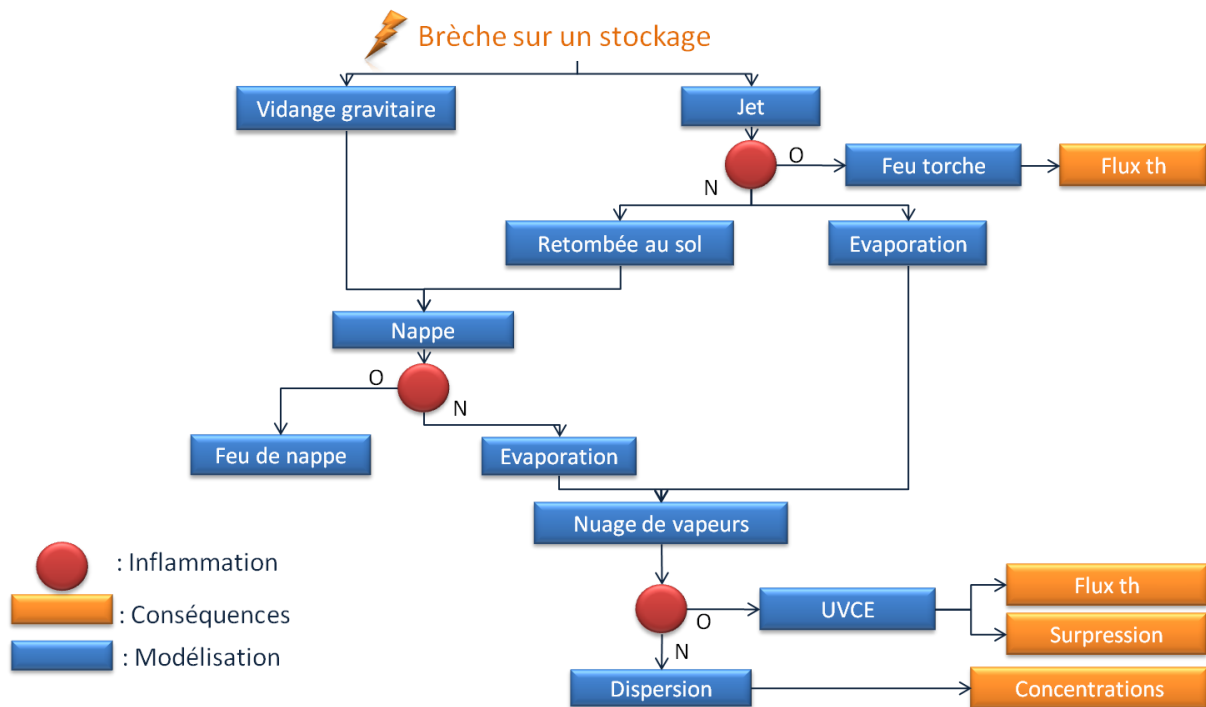 Brèche sur un stockage
Vidange gravitaire
Jet
O
Feu torche
Flux th
N
Retombée au sol
Evaporation
Nappe
O
N
Feu de nappe
Evaporation
Nuage de vapeurs
: Inflammation
: Conséquences
: Modélisation
O
UVCE
Flux th
Surpression
N
Dispersion
Concentrations